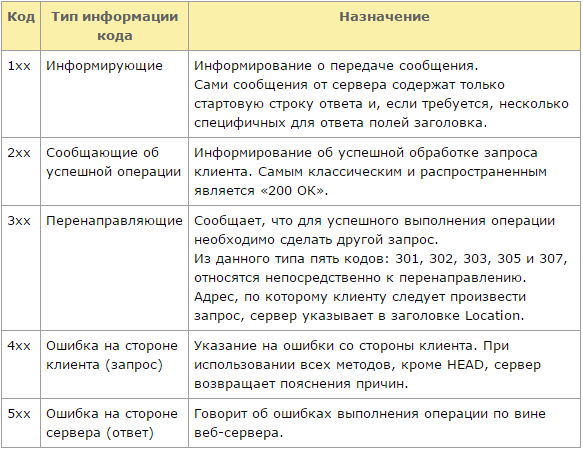 Код
Тип информации
кода
Назначение
1xx
Информирующие
Информирование о передаче сообщения.
Сами сообщения от сервера содержат только
стартовую строку ответа и, если требуется, несколько
специфичных для ответа полей заголовка.
2xx
Сообщающие об
успешной операции
Информирование об успешной обработке запроса
клиента. Самым классическим и распространенным
является «200 ОК».
3xx
Перенаправляющие
Сообщает, что для успешного выполнения операции
необходимо сделать другой запрос.
Из данного типа пять кодов: 301, 302, 303, 305 и 307,
относятся непосредственно к перенаправлению.
Адрес, по которому клиенту следует произвести
запрос, сервер указывает в заголовке Location.
4xx
Ошибка на стороне
клиента (запрос)
Указание на ошибки со стороны клиента. При
использовании всех методов, кроме HEAD, сервер
возвращает пояснения причин.
5xx
Ошибка на стороне
сервера (ответ)
Говорит об ошибках выполнения операции по вине
веб-сервера.